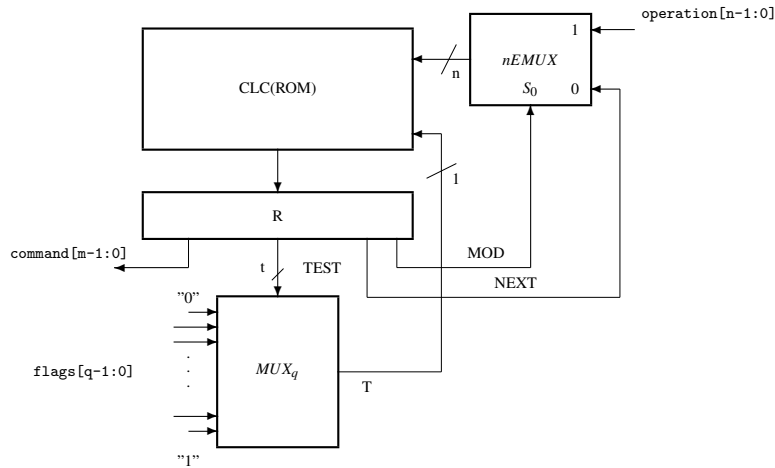 operation[n-1:0]
1
nEMUX
n
CLC(ROM)
S0
0
1
R
command[m-1:0]
MOD
t
TEST
NEXT
"0"
flags[q-1:0]
.
.
.
MUXq
T
"1"